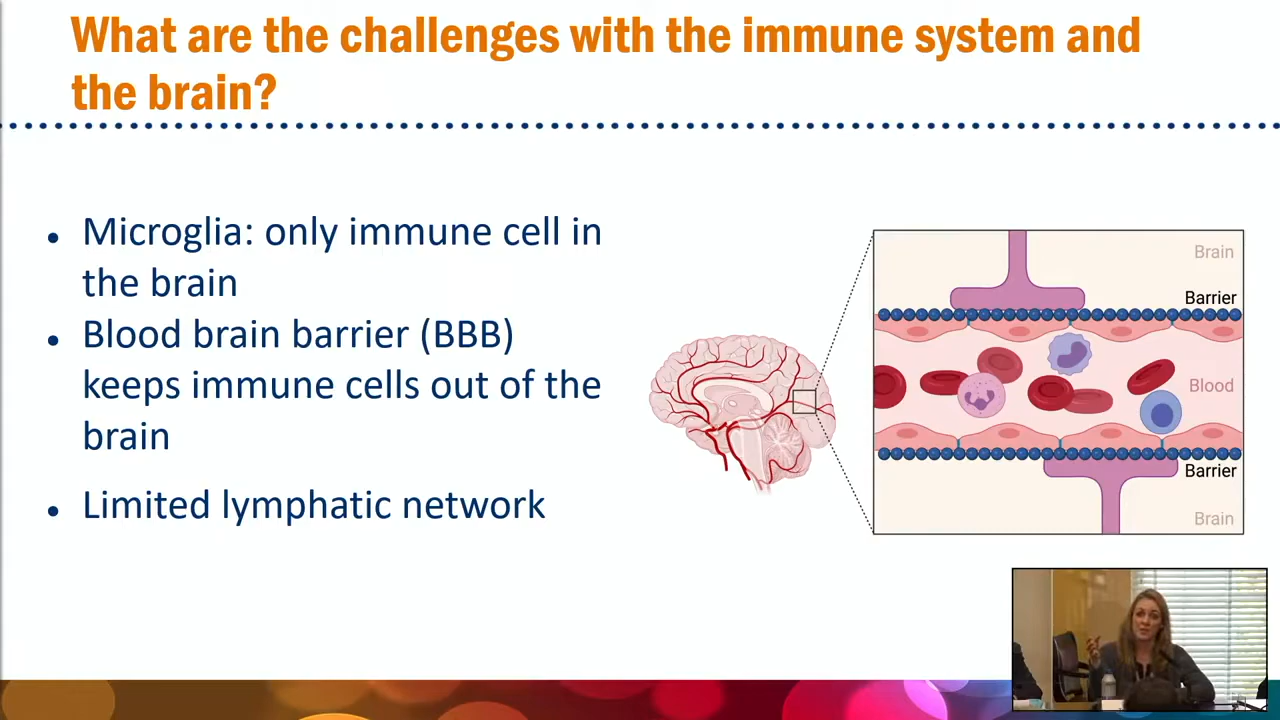 What are the challenges with the immune system and
the brain?
• Microglia: only immune cell in
the brain
• Blood brain barrier (BBB)
keeps immune cells out of the
brain
• Limited lymphatic network
Brain
Barrier
Blood
Barrier
Brain